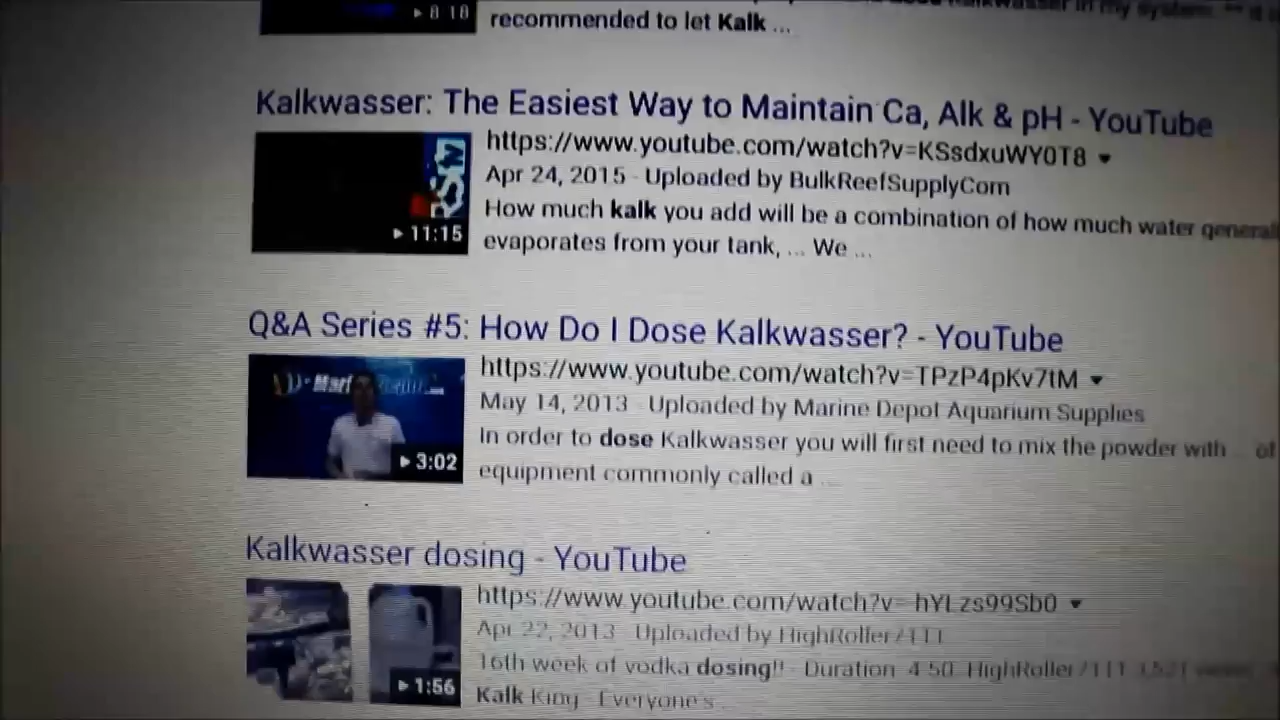 8 18
recommended to let Kalk ...
Kalkwasser: The Easiest Way to Maintain Ca, Alk & pH - YouTube
https://www.youtube.com/watch?v=KSsdxuWY0T8
Apr 24, 2015 - Uploaded by BulkReefSupplyCom
How much kalk you add will be a combination of how much water
11:15
evaporates from your tank, ... We ...
Q&A Series #5: How Do I Dose Kalkwasser? - YouTube
https://www.youtube.com/watch?v=TPzP4pKv7tM
May 14, 2013 - Uploaded by Marine Depot Aquarium Supplies
In order to dose Kalkwasser you will first need to mix the powder with ... of
3:02
equipment commonly called a ...
Kalkwasser dosing - YouTube
https://www.youtube.com/watch?v=hYLzs99Sb0
Apr 22, 2013 - Uploaded by HighRoller7111
16th week of vodka dosing!! - Duration 4:50. HighRoller7111
1:56
Kalk King - Everyone's